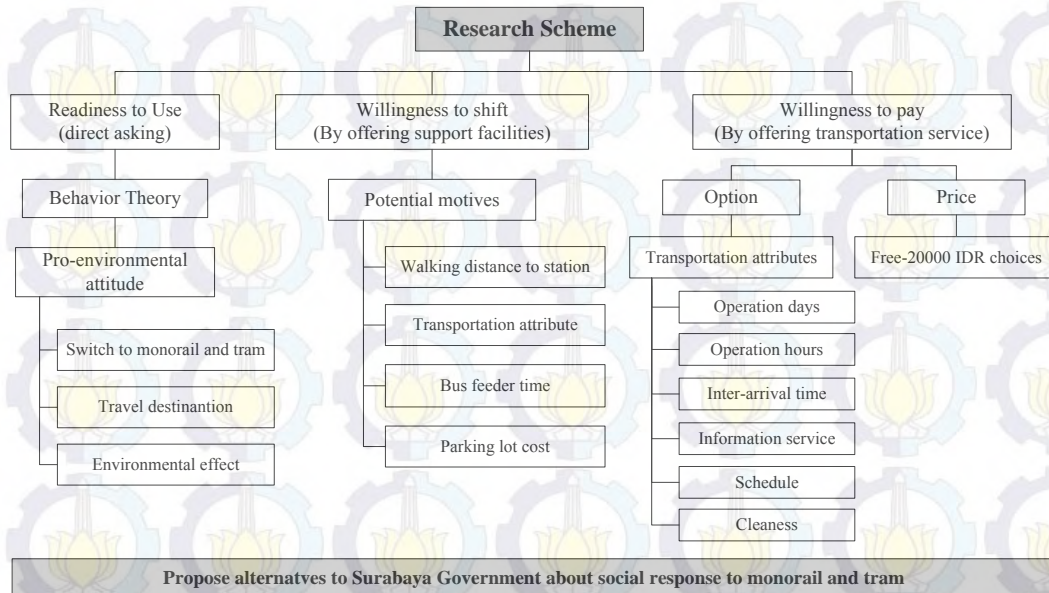 Research Scheme
Readiness to Use
(direct asking)
Willingness to shift
(By offering support facilities)
Willingness to pay
(By offering transportation service)
Behavior Theory
Potential motives
Option
Price
Pro-environmental
attitude
Walking distance to station
Transportation attributes
Free-20000 IDR choices
Switch to monorail and tram
Travel destinantion
Environmental effect
Transportation attribute
Bus feeder time
Parking lot cost
Operation days
Operation hours
Inter-arrival time
Information service
Schedule
Cleaness
Propose alternatves to Surabaya Government about social response to monorail and tram